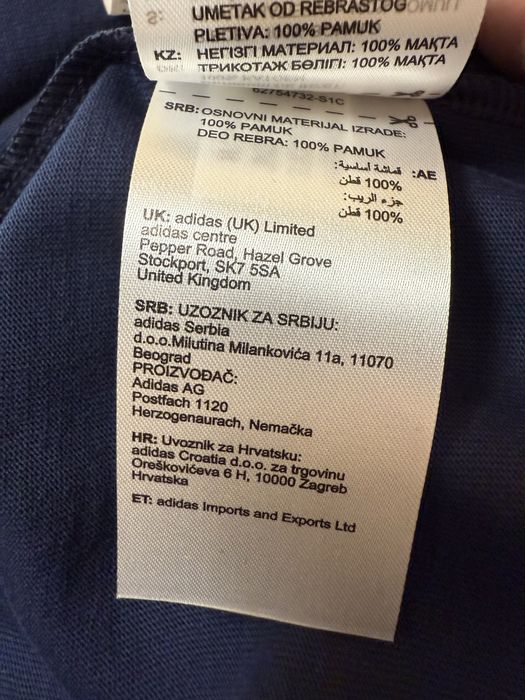 UMETAK OD REBRASTOG
PLETIVA: 100% PAMUK
KZ: НЕГІЗГІ МАТЕРИАЛ: 100% МАҚТА
ТРИКОТАЖ БӨЛІГІ: 100% МАҚТА
62754732-S1C
SRB: OSNOVNI MATERIJAL IZRADE:
100% PAMUK
DEO REBRA: 100% PAMUK
AE: قماشة أساسية:
100% قطن
جزء الريب:
100% قطن
UK: adidas (UK) Limited
adidas centre
Pepper Road, Hazel Grove
Stockport, SK7 5SA
United Kingdom
SRB: UZOZNIK ZA SRBIJU:
adidas Serbia
d.o.o.Milutina Milankovića 11a, 11070
Beograd
PROIZVOĐAČ:
Adidas AG
Postfach 1120
Herzogenaurach, Nemačka
HR: Uvoznik za Hrvatsku:
adidas Croatia d.o.o. za trgovinu
Oreškovićeva 6 H, 10000 Zagreb
Hrvatska
ET: adidas Imports and Exports Ltd